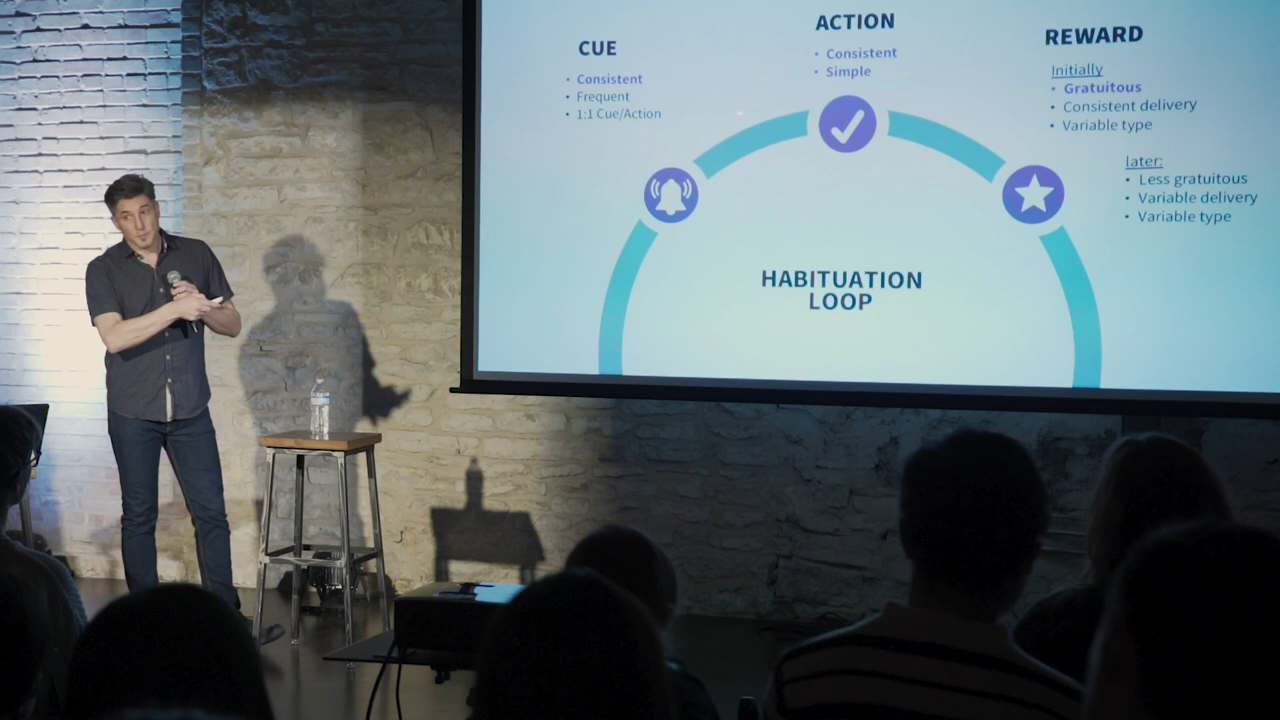 CUE
• Consistent
• Frequent
• 1:1 Cue/Action
ACTION
• Consistent
• Simple
REWARD
Initially
• Gratuitous
• Consistent delivery
• Variable type
later:
• Less gratuitous
• Variable delivery
• Variable type
HABITUATION
LOOP